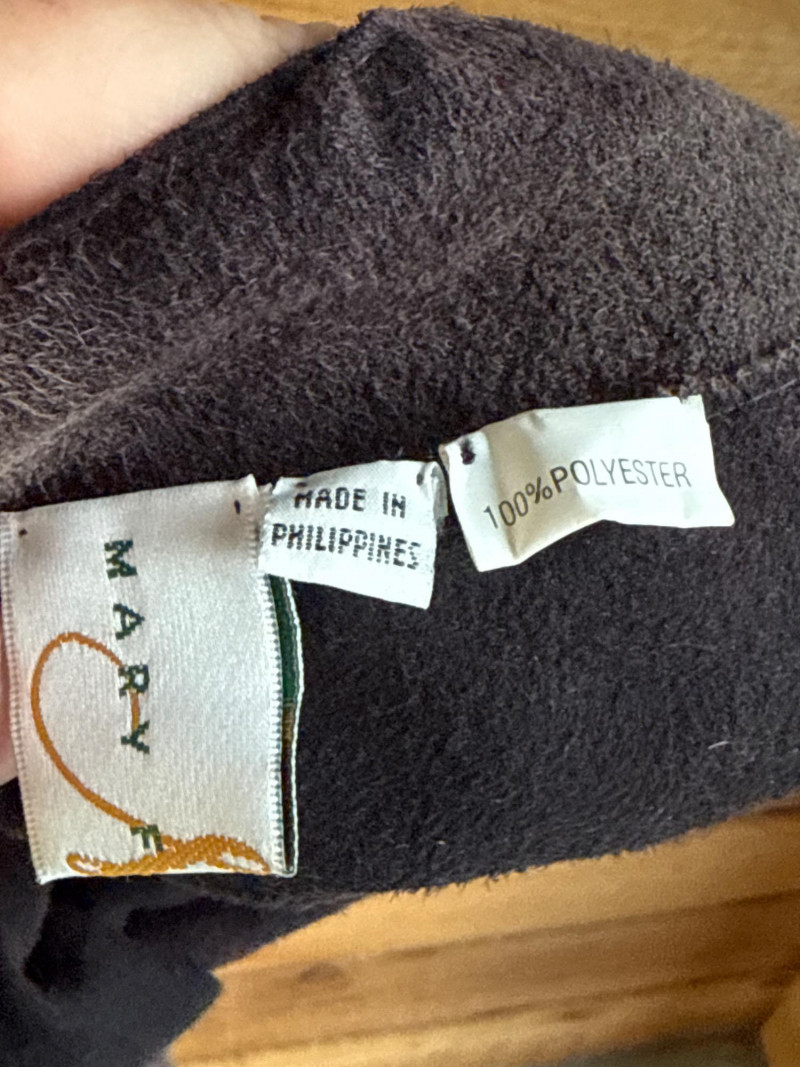 MARY F
MADE IN
PHILIPPINES
100%POLYESTER